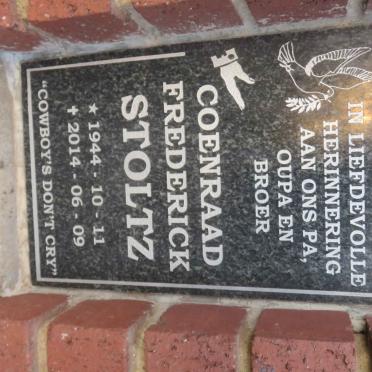 IN LIEFDEVOLLE
HERINNERING
AAN ONS PA,
OUPA EN
BROER
COENRAAD
FREDERICK
STOLTZ
★ 1944 - 10 - 11
✝ 2014 - 06 - 09
"COWBOY'S DON'T CRY"